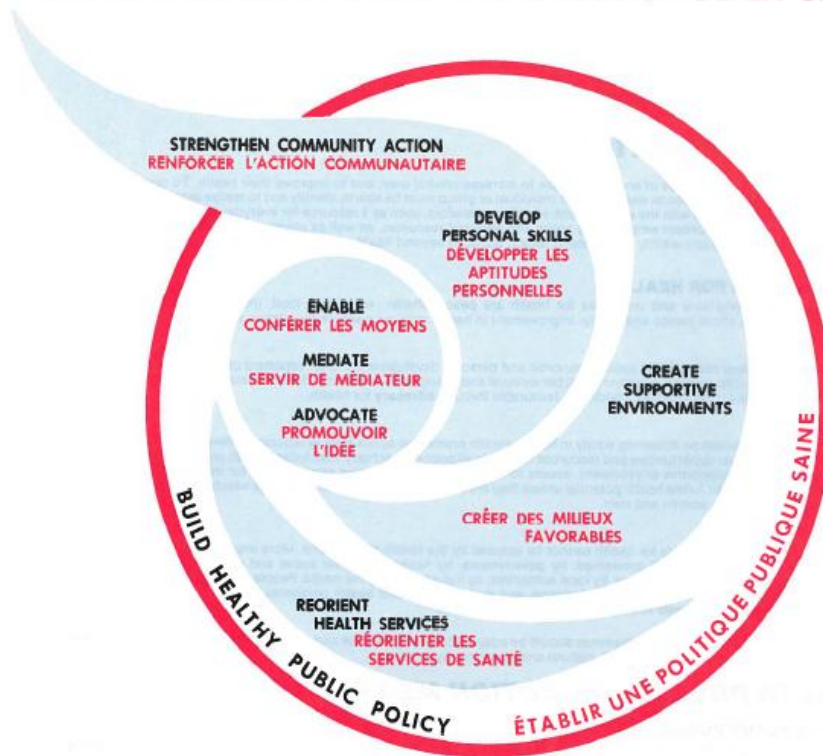 STRENGTHEN COMMUNITY ACTION
RENFORCER L'ACTION COMMUNAUTAIRE
DEVELOP
PERSONAL SKILLS
DÉVELOPPER LES
APTITUDES
PERSONNELLES
ENABLE
CONFÉRER LES MOYENS
MEDIATE
SERVIR DE MÉDIATEUR
ADVOCATE
PROMOUVOIR
L'IDÉE
CREATE
SUPPORTIVE
ENVIRONMENTS
CRÉER DES MILIEUX
FAVORABLES
REORIENT
HEALTH SERVICES
RÉORIENTER LES
SERVICES DE SANTÉ
BUILD HEALTHY PUBLIC POLICY
ÉTABLIR UNE POLITIQUE PUBLIQUE SAINE